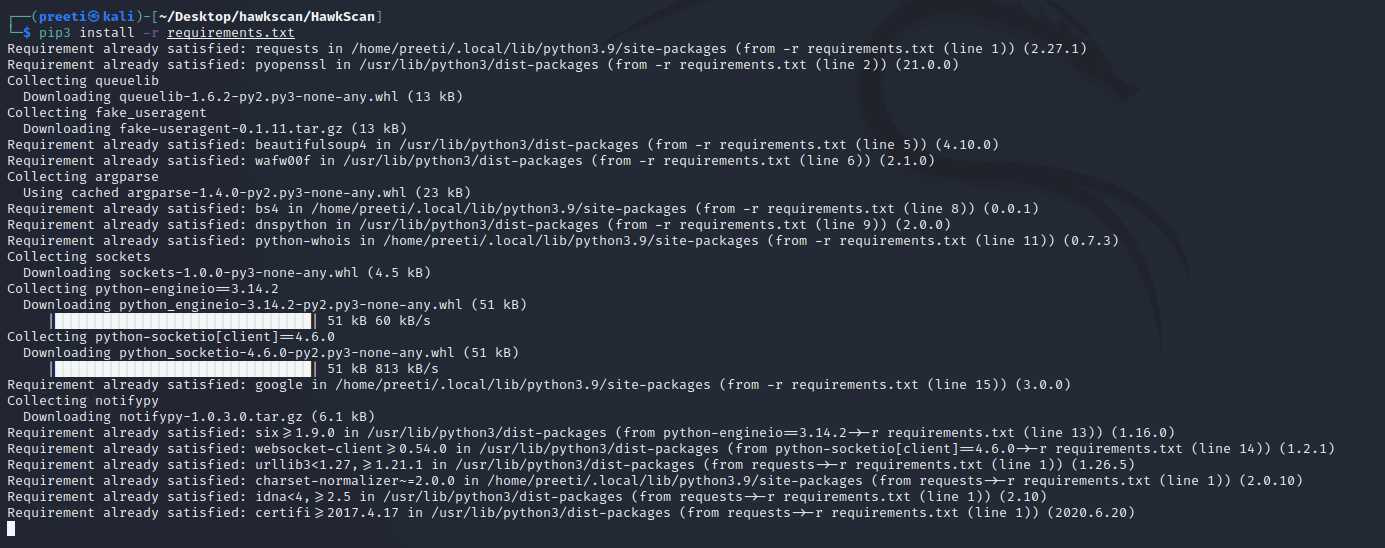 ┌──(preeti㉿kali)-[~/Desktop/hawkscan/HawkScan]
└─$ pip3 install -r requirements.txt
Requirement already satisfied: requests in /home/preeti/.local/lib/python3.9/site-packages (from -r requirements.txt (line 1)) (2.27.1)
Requirement already satisfied: pyopenssl in /usr/lib/python3/dist-packages (from -r requirements.txt (line 2)) (21.0.0)
Collecting queuelib
  Downloading queuelib-1.6.2-py2.py3-none-any.whl (13 kB)
Collecting fake_useragent
  Downloading fake-useragent-0.1.11.tar.gz (13 kB)
Requirement already satisfied: beautifulsoup4 in /usr/lib/python3/dist-packages (from -r requirements.txt (line 5)) (4.10.0)
Requirement already satisfied: wafw00f in /usr/lib/python3/dist-packages (from -r requirements.txt (line 6)) (2.1.0)
Collecting argparse
  Using cached argparse-1.4.0-py2.py3-none-any.whl (23 kB)
Requirement already satisfied: bs4 in /home/preeti/.local/lib/python3.9/site-packages (from -r requirements.txt (line 8)) (0.0.1)
Requirement already satisfied: dnspython in /usr/lib/python3/dist-packages (from -r requirements.txt (line 9)) (2.0.0)
Requirement already satisfied: python-whois in /home/preeti/.local/lib/python3.9/site-packages (from -r requirements.txt (line 11)) (0.7.3)
Collecting sockets
  Downloading sockets-1.0.0-py3-none-any.whl (4.5 kB)
Collecting python-engineio==3.14.2
  Downloading python_engineio-3.14.2-py2.py3-none-any.whl (51 kB)
     |████████████████████████████████| 51 kB 60 kB/s
Collecting python-socketio[client]==4.6.0
  Downloading python_socketio-4.6.0-py2.py3-none-any.whl (51 kB)
     |████████████████████████████████| 51 kB 813 kB/s
Requirement already satisfied: google in /home/preeti/.local/lib/python3.9/site-packages (from -r requirements.txt (line 15)) (3.0.0)
Collecting notifypy
  Downloading notifypy-1.0.3.0.tar.gz (6.1 kB)
Requirement already satisfied: six>=1.9.0 in /usr/lib/python3/dist-packages (from python-engineio==3.14.2->-r requirements.txt (line 13)) (1.16.0)
Requirement already satisfied: websocket-client>=0.54.0 in /usr/lib/python3/dist-packages (from python-socketio[client]==4.6.0->-r requirements.txt (line 14)) (1.2.1)
Requirement already satisfied: urllib3<1.27,>=1.21.1 in /usr/lib/python3/dist-packages (from requests->-r requirements.txt (line 1)) (1.26.5)
Requirement already satisfied: charset-normalizer~=2.0.0 in /home/preeti/.local/lib/python3.9/site-packages (from requests->-r requirements.txt (line 1)) (2.0.10)
Requirement already satisfied: idna<4,>=2.5 in /usr/lib/python3/dist-packages (from requests->-r requirements.txt (line 1)) (2.10)
Requirement already satisfied: certifi>=2017.4.17 in /usr/lib/python3/dist-packages (from requests->-r requirements.txt (line 1)) (2020.6.20)